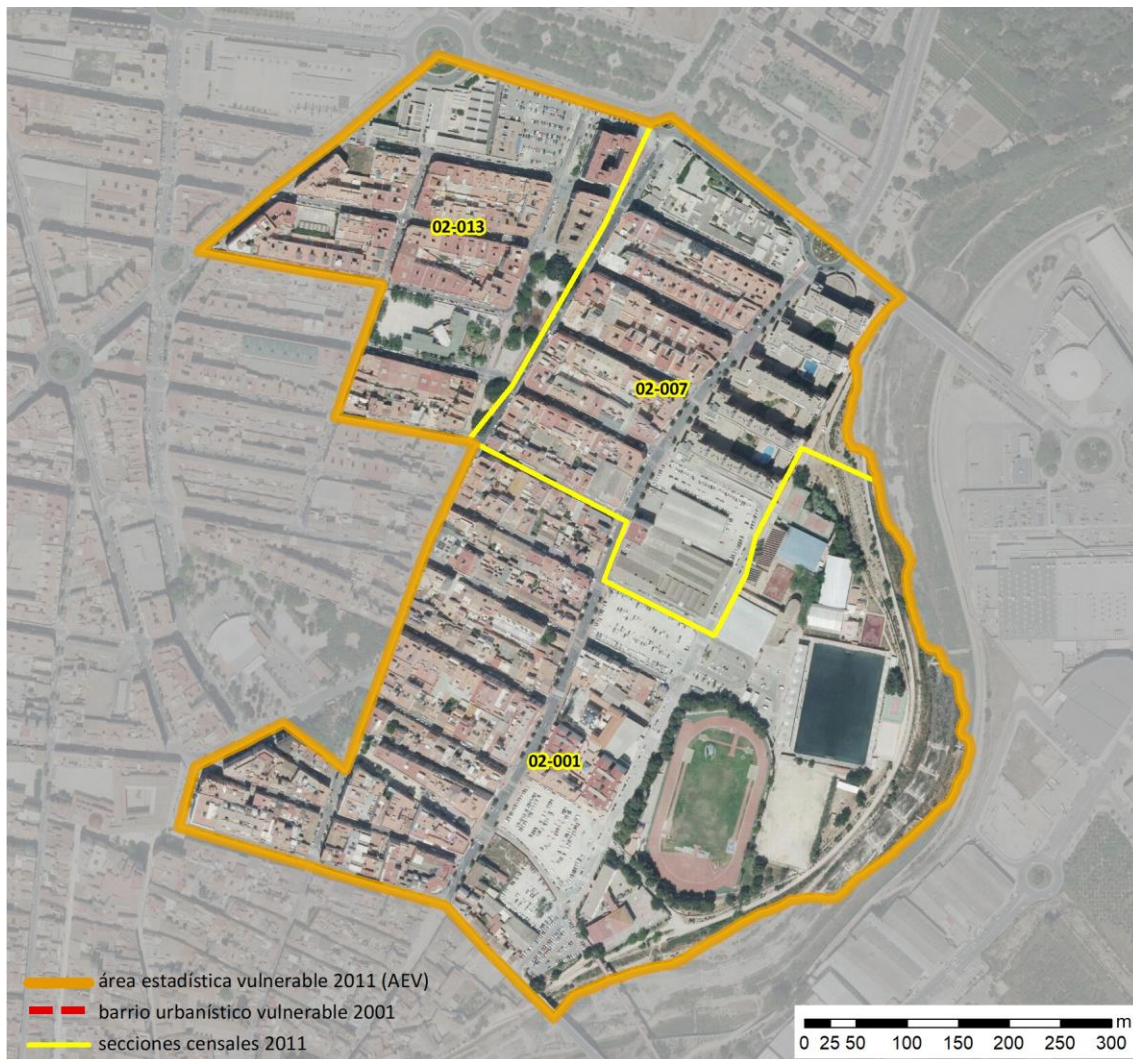 02-013
02-007
02-001
área estadística vulnerable 2011 (AEV)
barrio urbanístico vulnerable 2001
secciones censales 2011
m
0 25 50 100 150 200 250 300